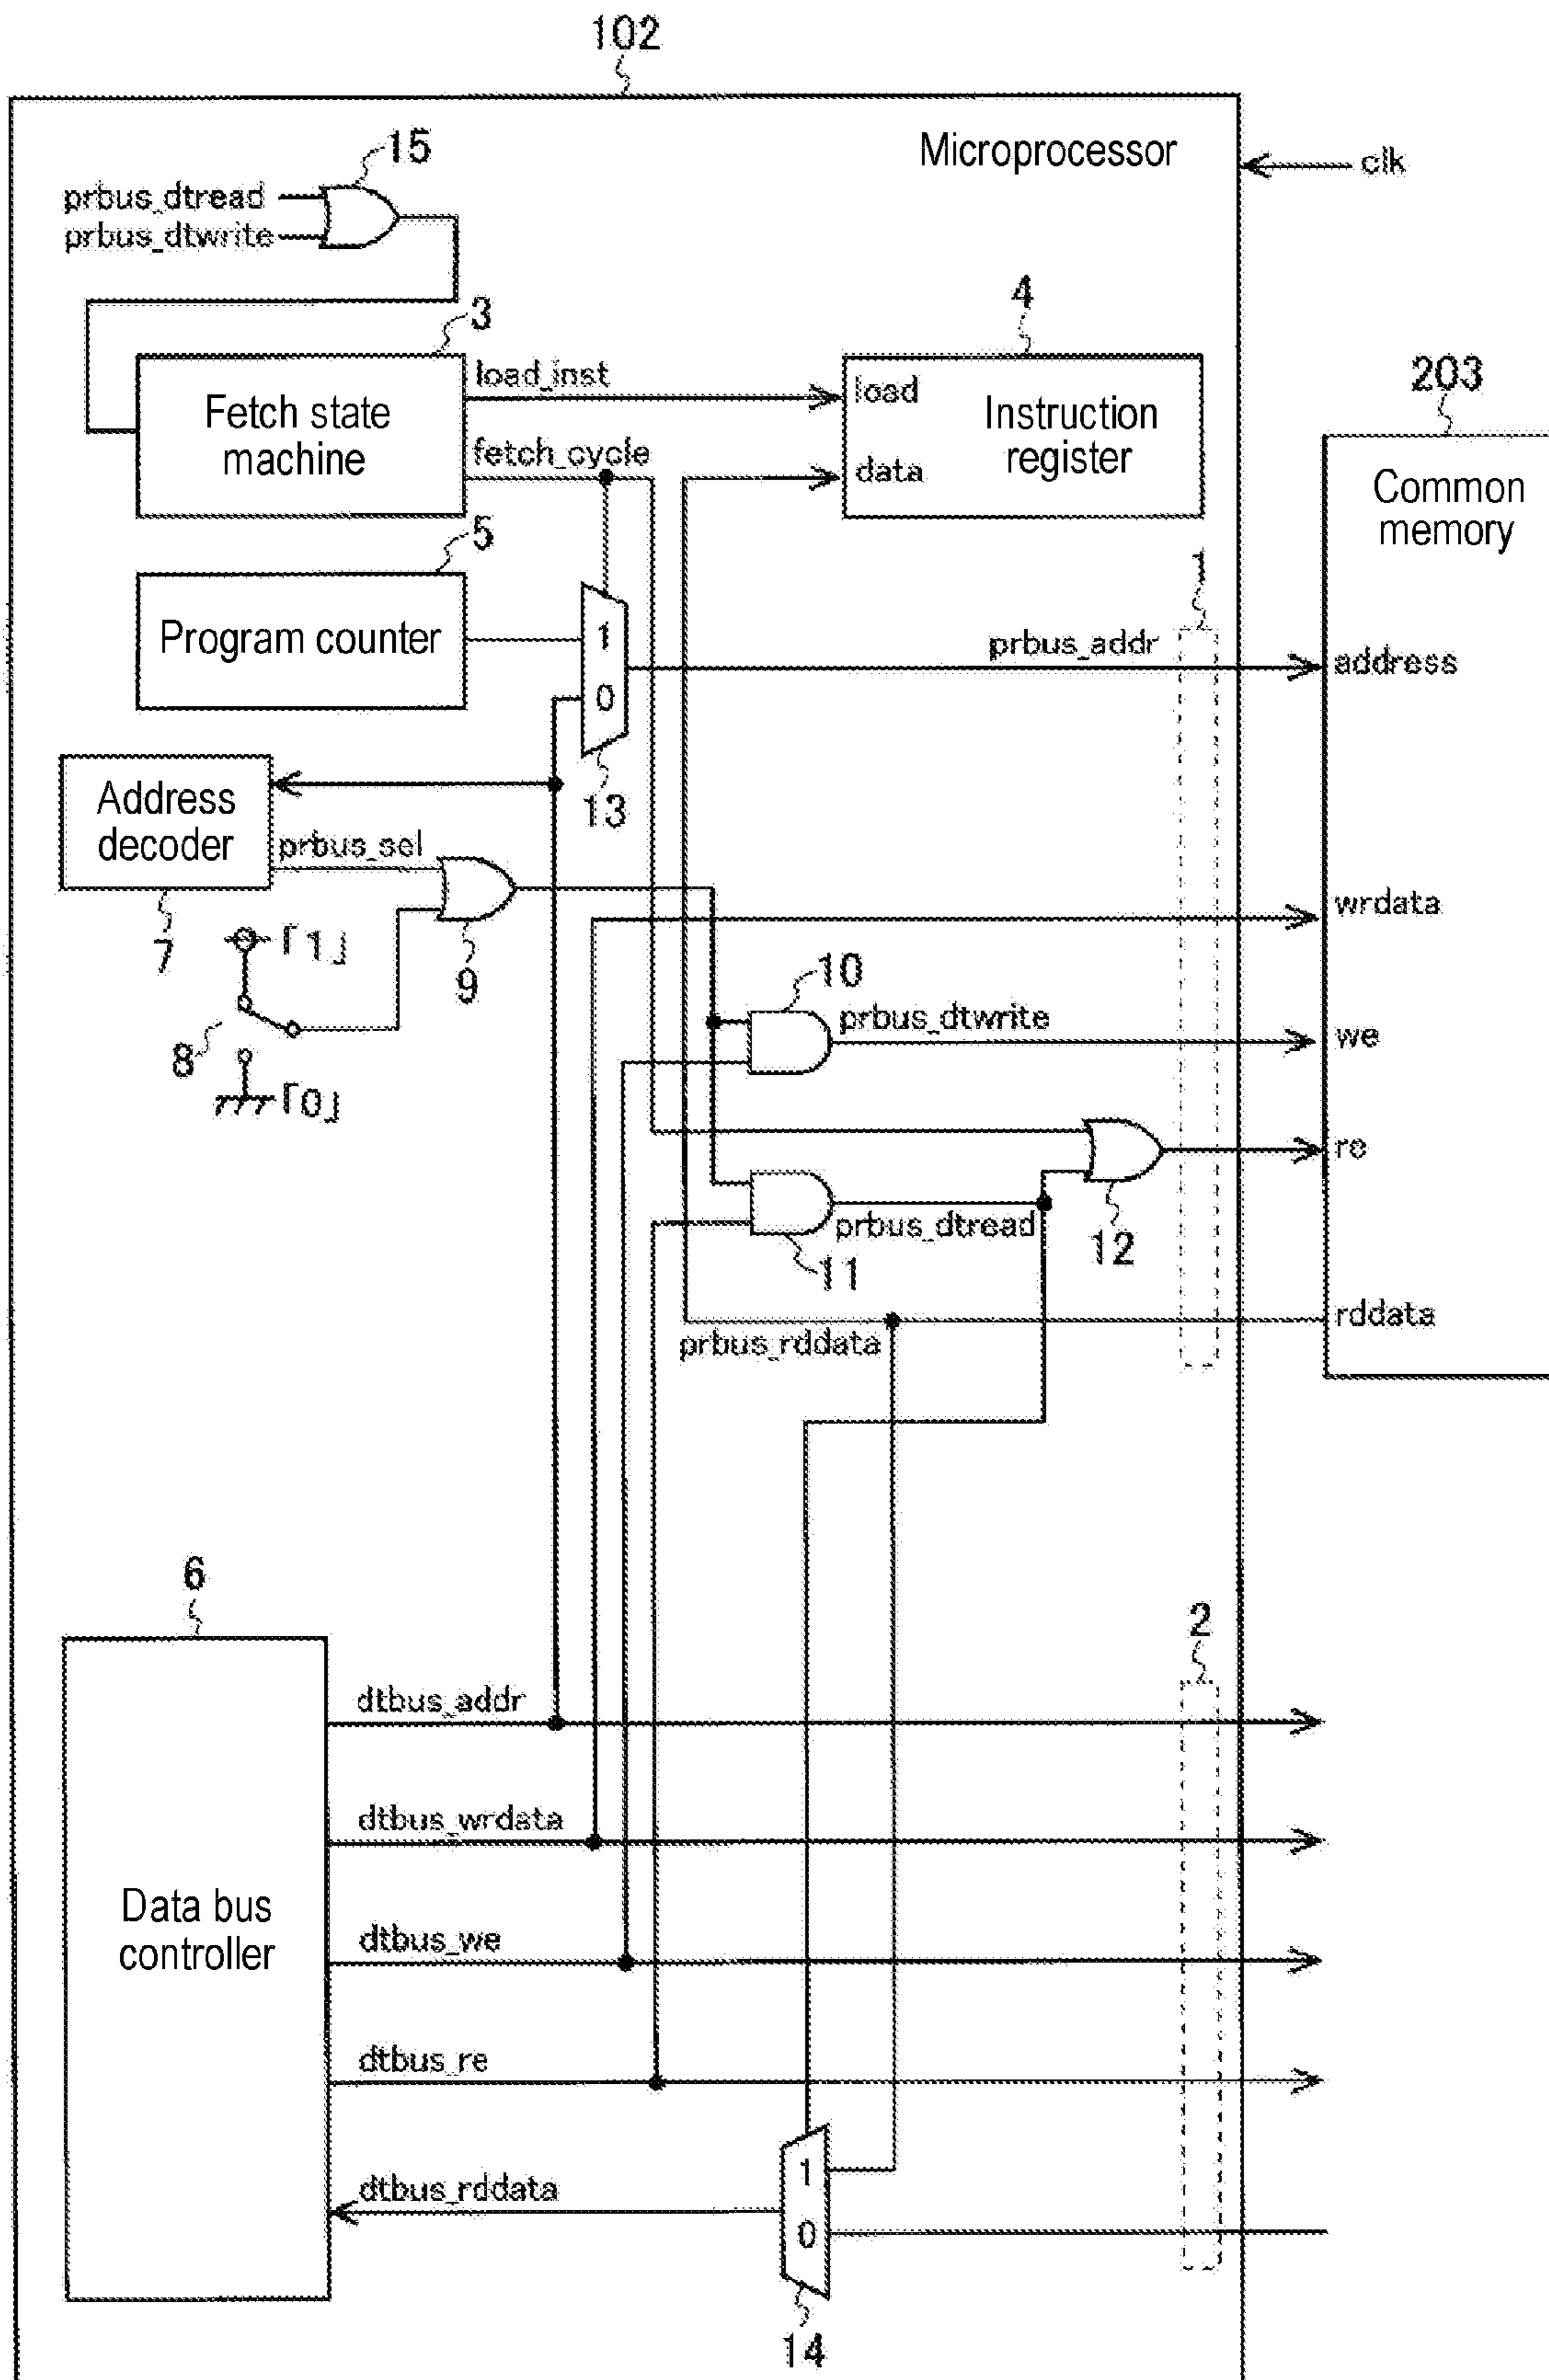 102
Microprocessor
clk
15
prbus_dtread
prbus_dtwrite
3
4
203
Fetch state
machine
load_inst
fetch_cycle
load
data
Instruction
register
Common
memory
5
1
Program counter
1
0
13
prbus_addr
address
Address
decoder
prbus_sel
7
9
wrdata
「1」
8
「0」
10
prbus_dtwrite
we
re
prbus_dtread
11
12
prbus_rddata
rddata
6
2
Data bus
controller
dtbus_addr
dtbus_wrdata
dtbus_we
dtbus_re
dtbus_rddata
1
0
14